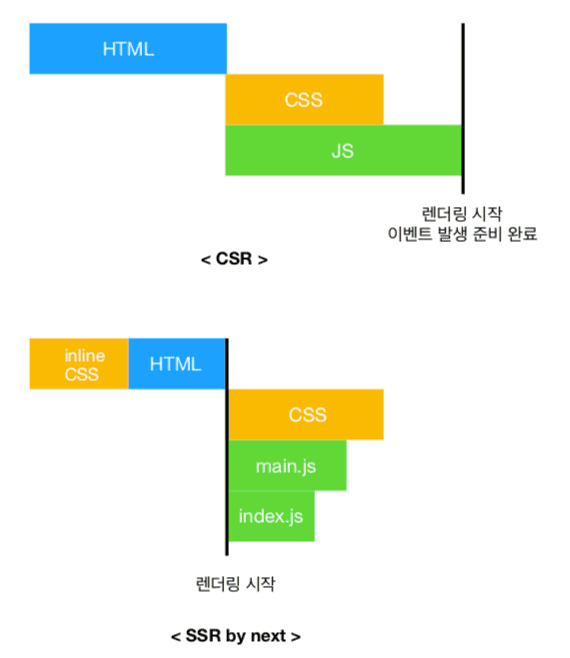 HTML
CSS
JS
렌더링 시작
이벤트 발생 준비 완료
< CSR >
inline
CSS
HTML
CSS
main.js
index.js
렌더링 시작
< SSR by next >